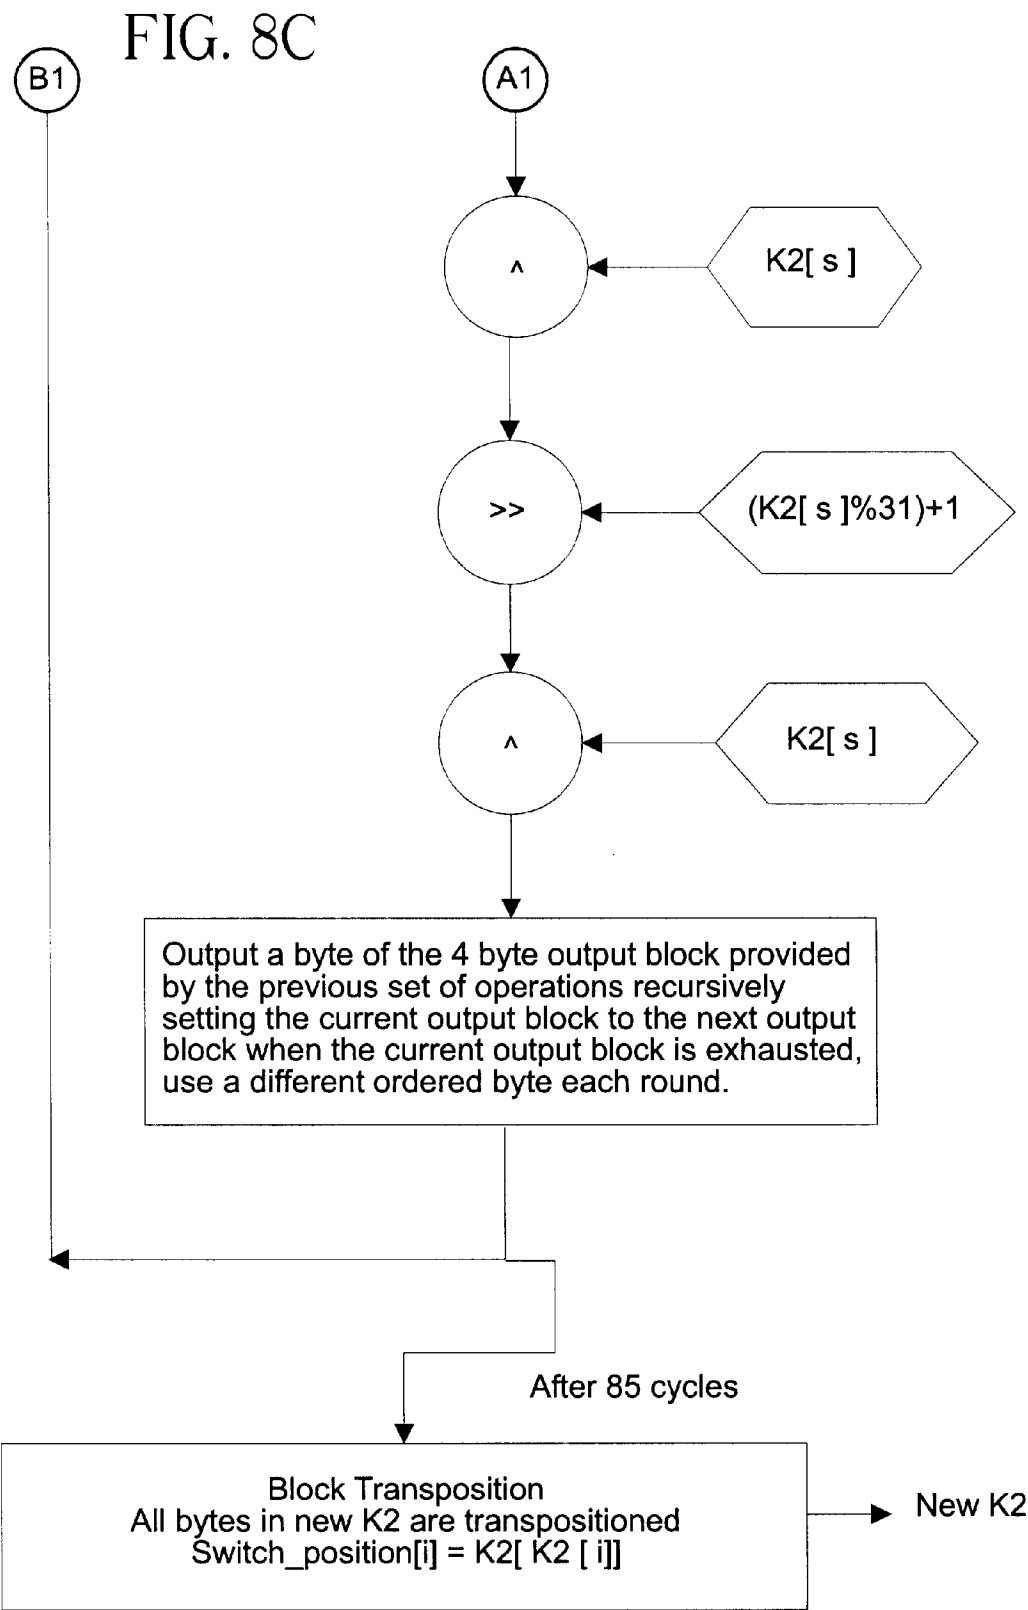 FIG. 8C
B1
A1
^
K2[ s ]
>>
(K2[ s ]%31)+1
^
K2[ s ]
Output a byte of the 4 byte output block provided
by the previous set of operations recursively
setting the current output block to the next output
block when the current output block is exhausted,
use a different ordered byte each round.
After 85 cycles
Block Transposition
All bytes in new K2 are transpositioned
Switch_position[i] = K2[ K2 [ i]]
New K2